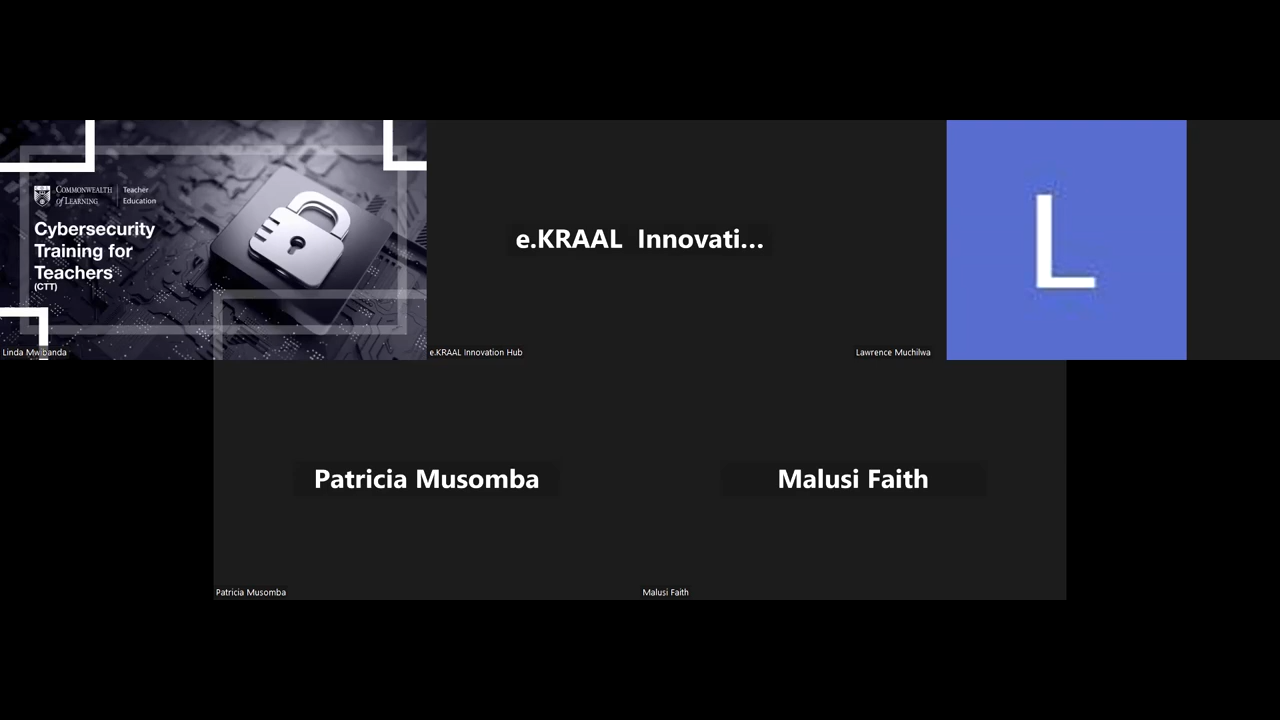 COMMONWEALTH
of LEARNING
Teacher
Education
Cybersecurity
Training for
Teachers
(CTT)
Linda Mwibanda
e.KRAAL Innovati...
e.KRAAL Innovation Hub
L
Lawrence Muchilwa
Patricia Musomba
Patricia Musomba
Malusi Faith
Malusi Faith